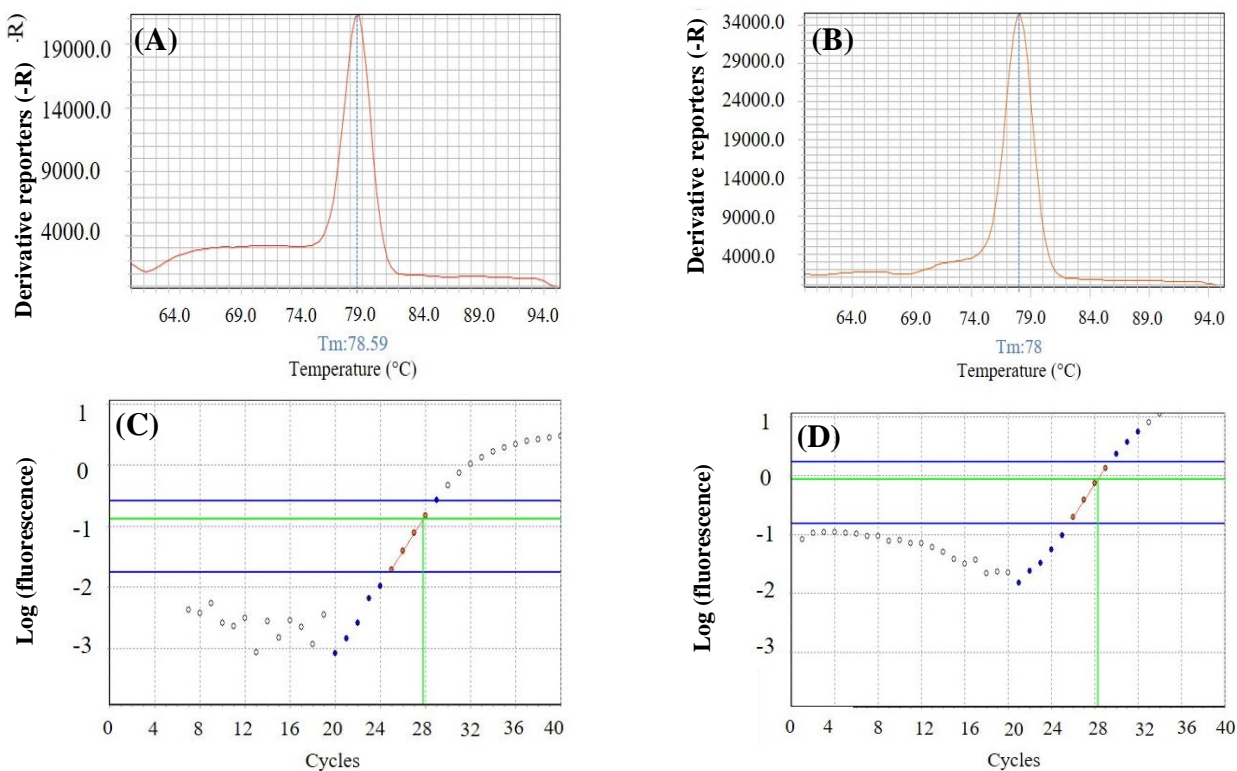 (A)
-R)
Derivative reporters (-R)
19000.0
14000.0
9000.0
4000.0
64.0 69.0 74.0 79.0 84.0 89.0 94.0
Tm:78.59
Temperature (°C)
(B)
Derivative reporters (-R)
34000.0
29000.0
24000.0
19000.0
14000.0
9000.0
4000.0
64.0 69.0 74.0 79.0 84.0 89.0 94.0
Tm:78
Temperature (°C)
(C)
Log (fluorescence)
1
0
-1
-2
-3
0 4 8 12 16 20 24 28 32 36 40
Cycles
(D)
Log (fluorescence)
1
0
-1
-2
-3
0 4 8 12 16 20 24 28 32 36 40
Cycles